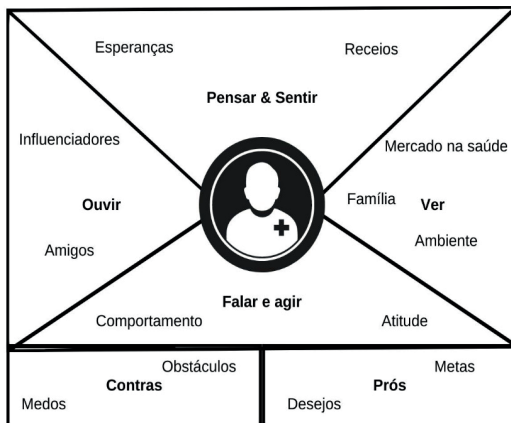 Esperanças
Receios
Pensar & Sentir
Influenciadores
Mercado na saúde
Ouvir
Família
Ver
Amigos
Ambiente
Falar e agir
Comportamento
Atitude
Obstáculos
Contras
Medos
Metas
Prós
Desejos